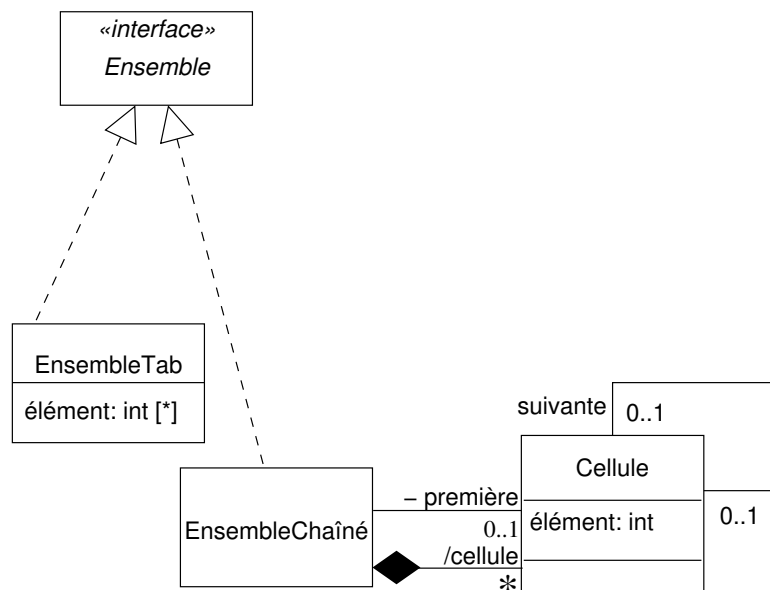 «interface»
Ensemble
EnsembleTab
élément: int [*]
suivante
0..1
Cellule
– première
0..1
élément: int
0..1
EnsembleChaîné
/cellule
*